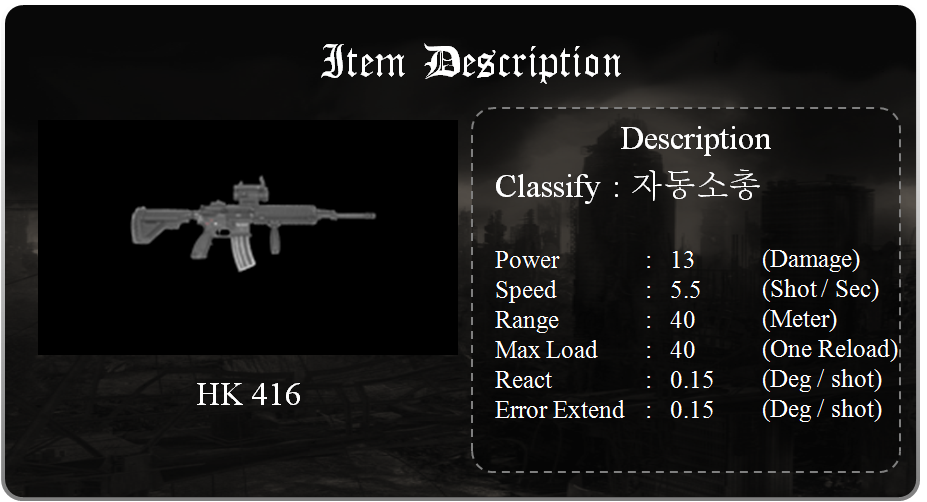 Item Description
Description
Classify : 자동소총
Power : 13 (Damage)
Speed : 5.5 (Shot / Sec)
Range : 40 (Meter)
Max Load : 40 (One Reload)
React : 0.15 (Deg / shot)
Error Extend : 0.15 (Deg / shot)
HK 416